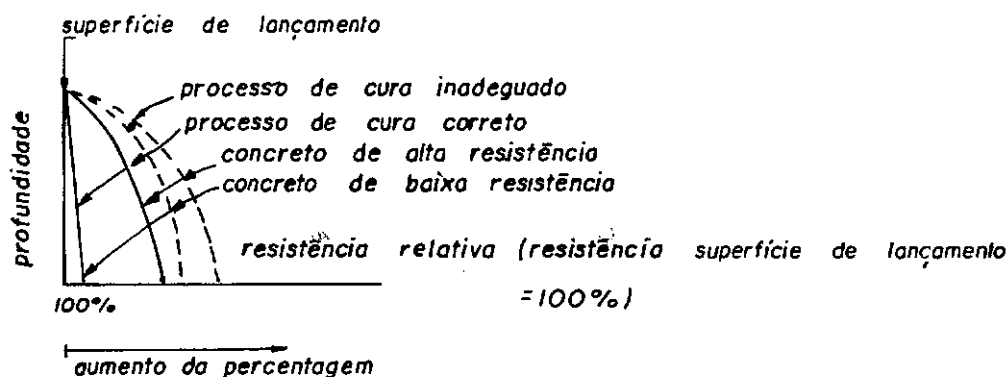 superfície de lançamento
processo de cura inadeguado
processo de cura correto
concreto de alta resistência
concreto de baixa resistência
profundidade
resistência relativa (resistência superfície de lançamento
=100%)
100%
aumento da percentagem